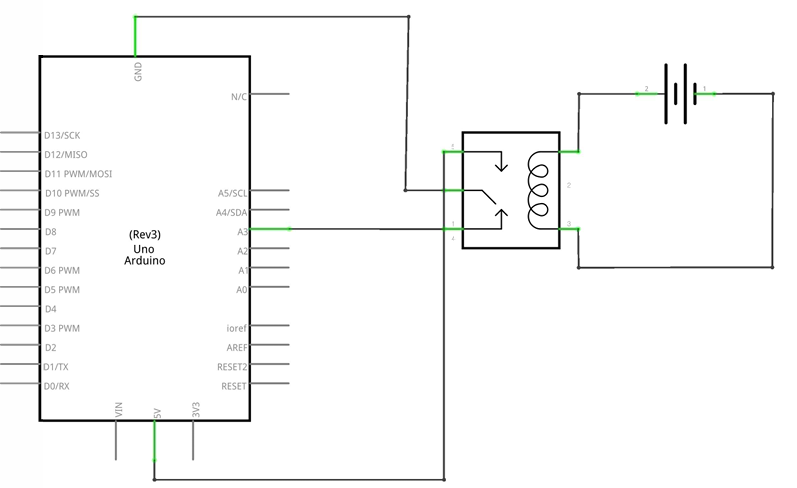 GND
N/C
D13/SCK
D12/MISO
D11 PWM/MOSI
D10 PWM/SS
A5/SCL
D9 PWM
A4/SDA
D8
A3
D7
A2
D6 PWM
A1
D5 PWM
A0
D4
D3 PWM
ioref
D2
AREF
D1/TX
RESET2
D0/RX
RESET
(Rev3)
Uno
Arduino
VIN
5V
3V3
2
1
2
3
1